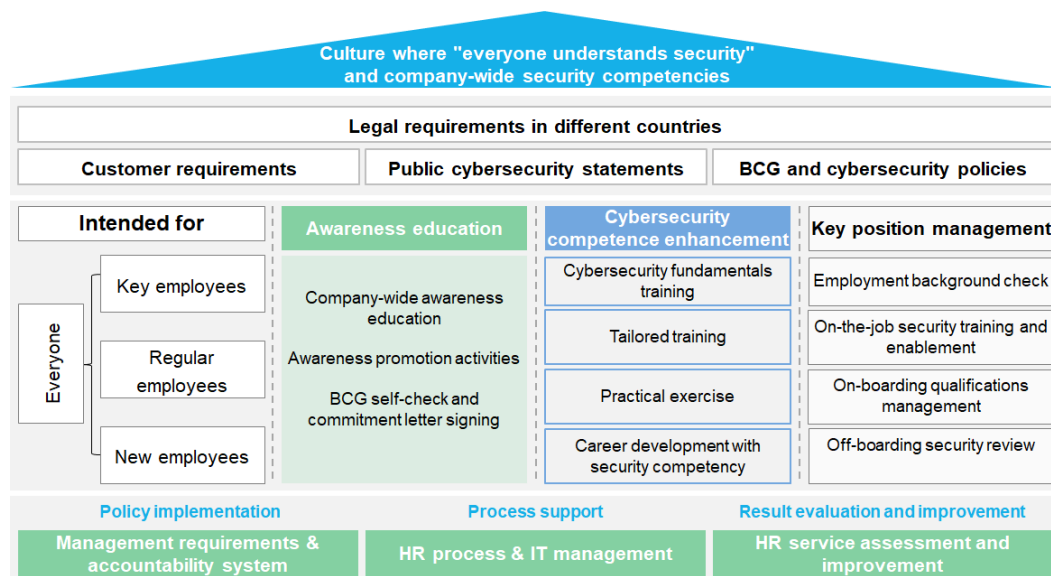 Culture where "everyone understands security"
and company-wide security competencies
Legal requirements in different countries
Customer requirements
Public cybersecurity statements
BCG and cybersecurity policies
Intended for
Everyone
Key employees
Regular
employees
New employees
Awareness education
Company-wide awareness
education
Awareness promotion activities
BCG self-check and
commitment letter signing
Cybersecurity
competence enhancement
Cybersecurity fundamentals
training
Tailored training
Practical exercise
Career development with
security competency
Key position management
Employment background check
On-the-job security training and
enablement
On-boarding qualifications
management
Off-boarding security review
Policy implementation
Management requirements &
accountability system
Process support
HR process & IT management
Result evaluation and improvement
HR service assessment and
improvement